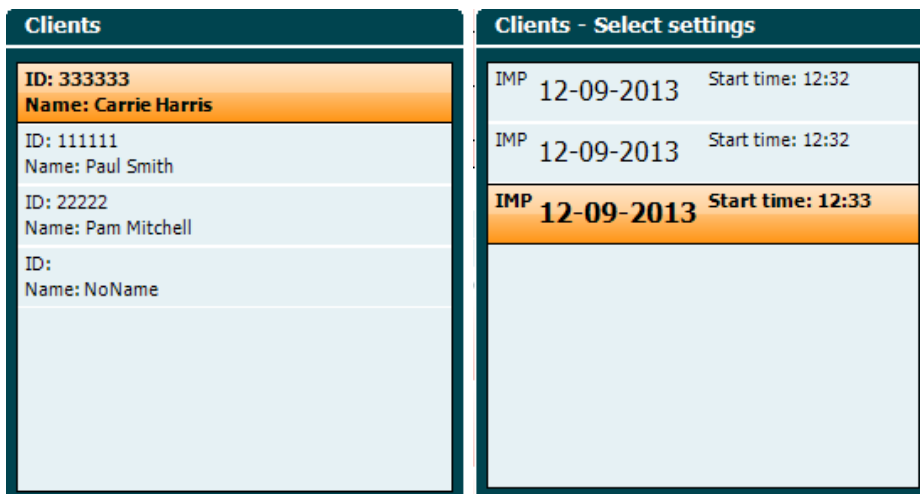 Clients
ID: 333333
Name: Carrie Harris
ID: 111111
Name: Paul Smith
ID: 22222
Name: Pam Mitchell
ID:
Name: NoName
Clients - Select settings
IMP 12-09-2013 Start time: 12:32
IMP 12-09-2013 Start time: 12:32
IMP 12-09-2013 Start time: 12:33